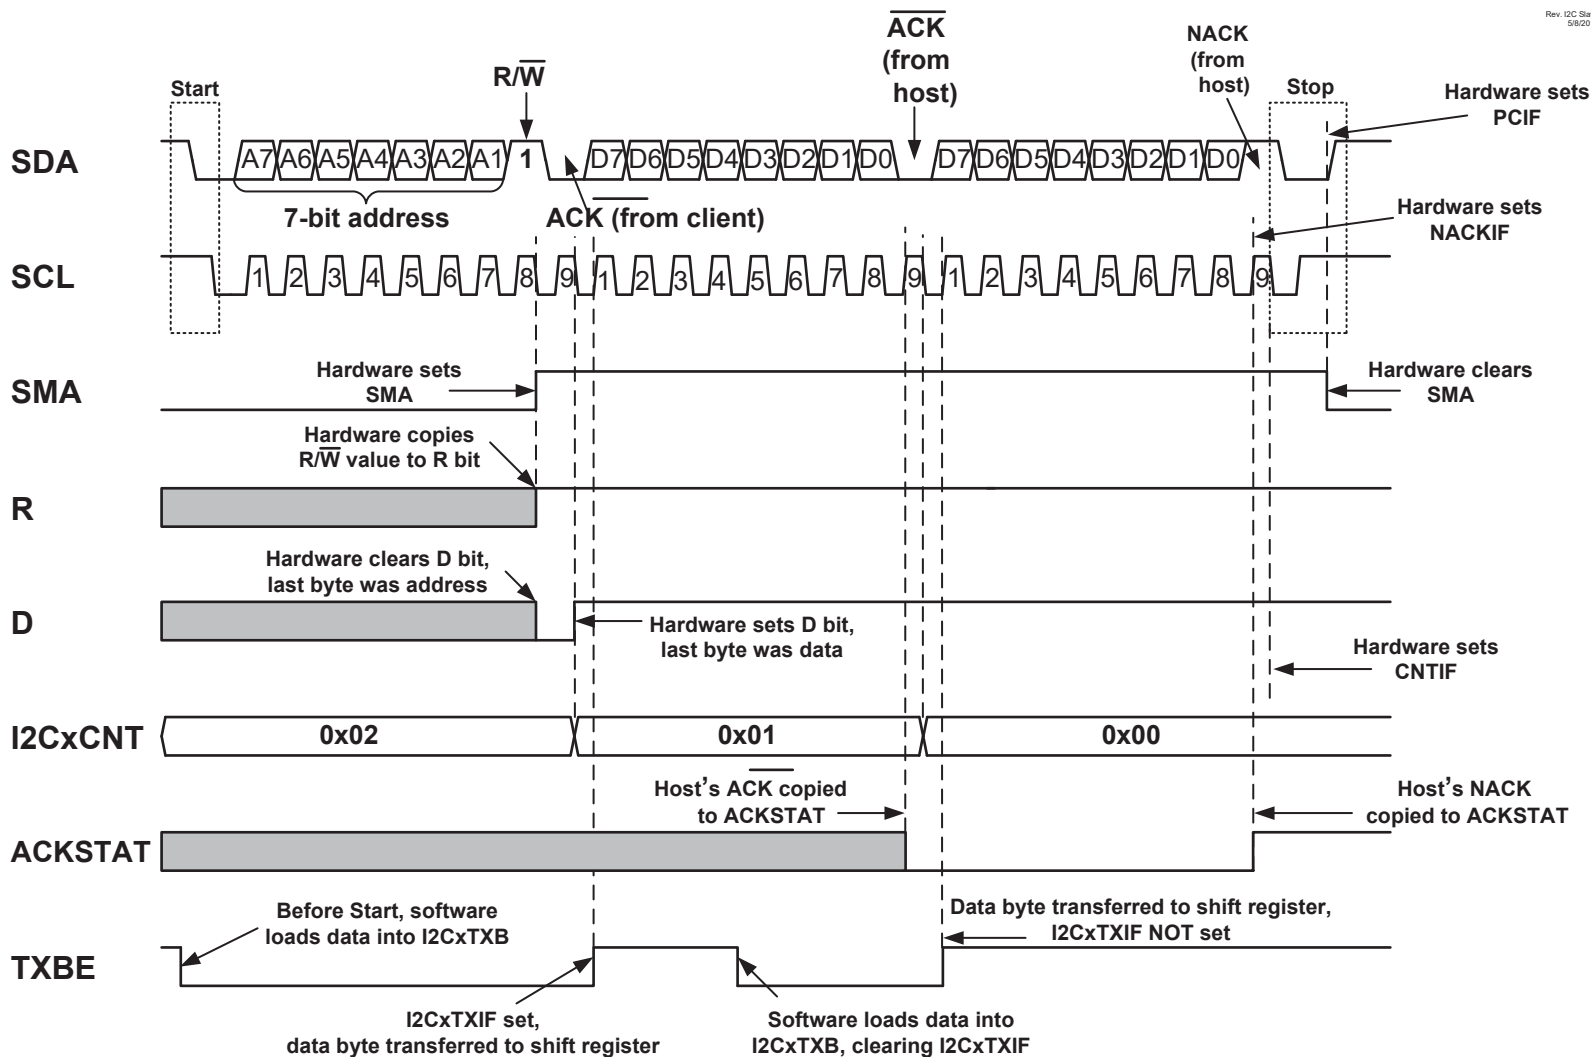 Rev. I2C Sla
5/8/20
Start
R/W
ACK
(from
host)
NACK
(from
host)
Stop
Hardware sets
PCIF
SDA
A7 A6 A5 A4 A3 A2 A1 1 D7 D6 D5 D4 D3 D2 D1 D0 D7 D6 D5 D4 D3 D2 D1 D0
7-bit address
ACK (from client)
Hardware sets
NACKIF
SCL
1 2 3 4 5 6 7 8 9 1 2 3 4 5 6 7 8 9 1 2 3 4 5 6 7 8 9
SMA
Hardware sets
SMA
Hardware clears
SMA
Hardware copies
R/W value to R bit
R
Hardware clears D bit,
last byte was address
D
Hardware sets D bit,
last byte was data
Hardware sets
CNTIF
I2CxCNT
0x02
0x01
0x00
Host's ACK copied
to ACKSTAT
Host's NACK
copied to ACKSTAT
ACKSTAT
Before Start, software
loads data into I2CxTXB
Data byte transferred to shift register,
I2CxTXIF NOT set
TXBE
I2CxTXIF set,
data byte transferred to shift register
Software loads data into
I2CxTXB, clearing I2CxTXIF